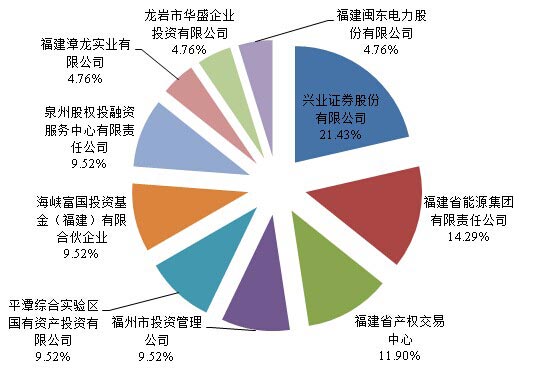 龙岩市华盛企业
投资有限公司
4.76%
福建闽东电力股
份有限公司
4.76%
兴业证券股份
有限公司
21.43%
福建省能源集团
有限责任公司
14.29%
福建省产权交易
中心
11.90%
福州市投资管理
公司
9.52%
平潭综合实验区
国有资产投资有
限公司
9.52%
海峡富国投资基
金（福建）有限
合伙企业
9.52%
泉州股权投融资
服务中心有限责
任公司
9.52%
福建漳龙实业有
限公司
4.76%